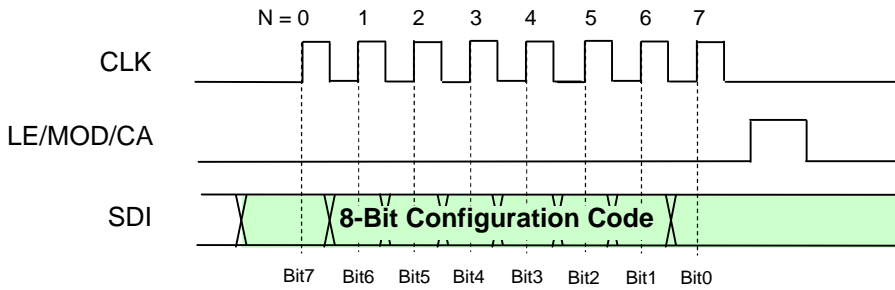 N = 0 1 2 3 4 5 6 7
CLK
LE/MOD/CA
SDI
8-Bit Configuration Code
Bit7 Bit6 Bit5 Bit4 Bit3 Bit2 Bit1 Bit0